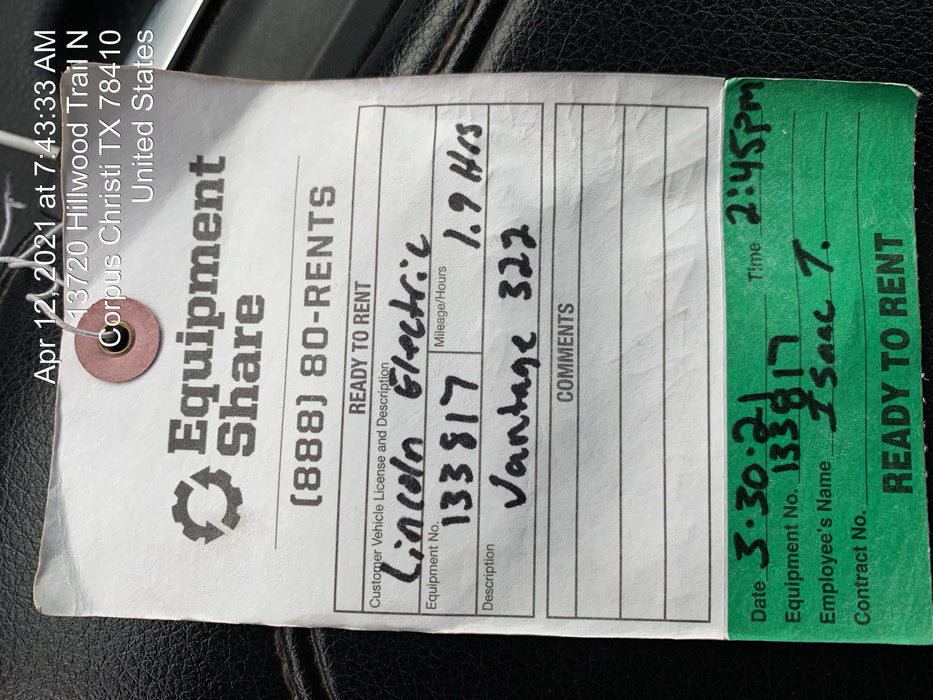 Apr 12, 2021 at 7:43:33 AM
13720 Hillwood Trail N
Corpus Christi TX 78410
United States
Equipment
Share
(888) 80-RENTS
READY TO RENT
Customer Vehicle License and Description
Lincoln Electric
Equipment No. 133817 Mileage/Hours 1.9 Hrs
Description Vantage 322
COMMENTS
Date 3.30.21 Time 2:45pm
Equipment No. 133817
Employee's Name Isaac T.
Contract No.
READY TO RENT